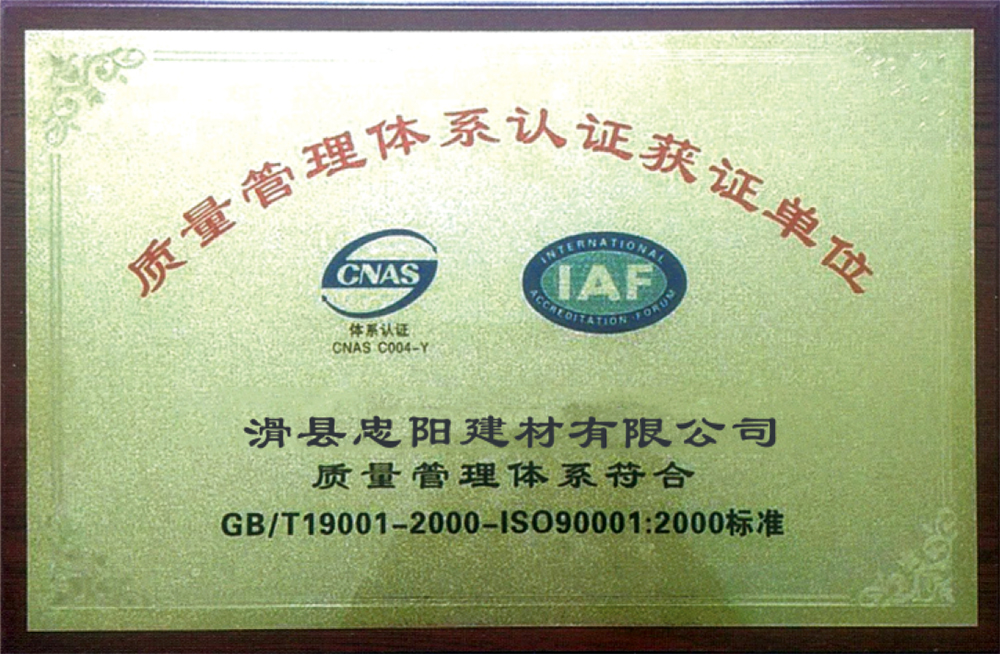 质量管理体系认证获证单位
CNAS
体系认证
CNAS C004-Y
INTERNATIONAL
IAF
ACCREDITATION·FORUM
滑县忠阳建材有限公司
质量管理体系符合
GB/T19001-2000-ISO90001:2000标准